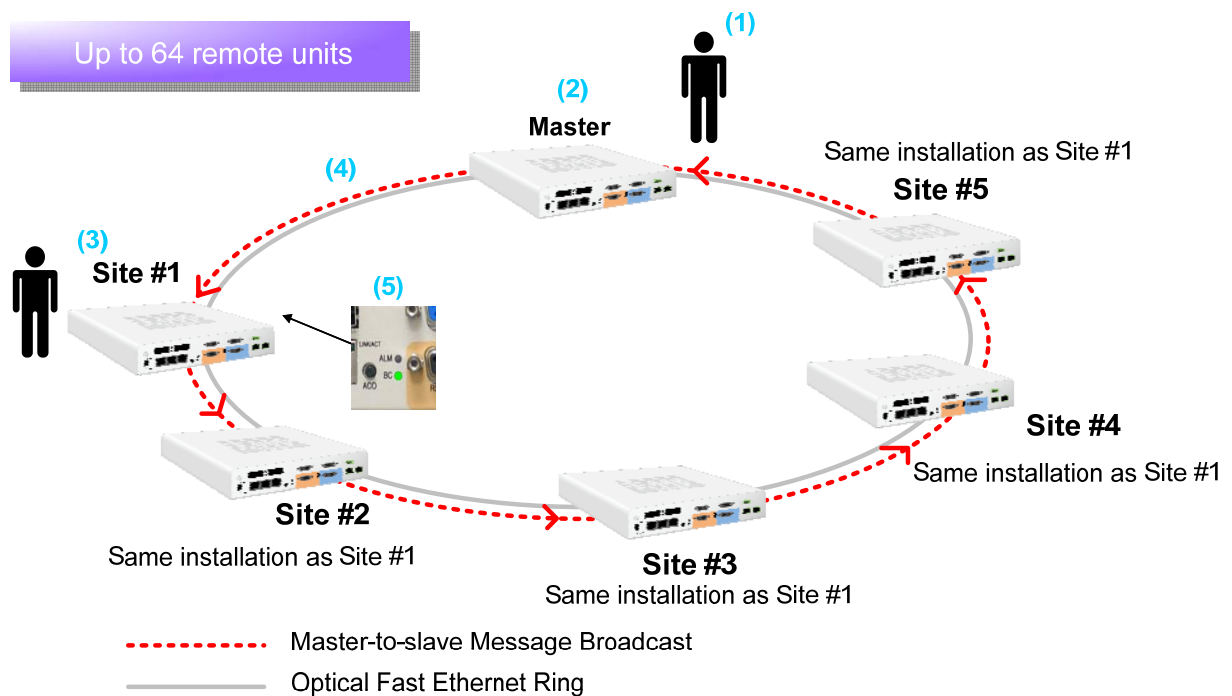 Up to 64 remote units
(1)
(2)
Master
Same installation as Site #1
Site #5
(4)
(3)
Site #1
(5)
LINK/ACT
ALM
BC
ACO
Site #4
Same installation as Site #1
Site #2
Same installation as Site #1
Site #3
Same installation as Site #1
Master-to-slave Message Broadcast
Optical Fast Ethernet Ring